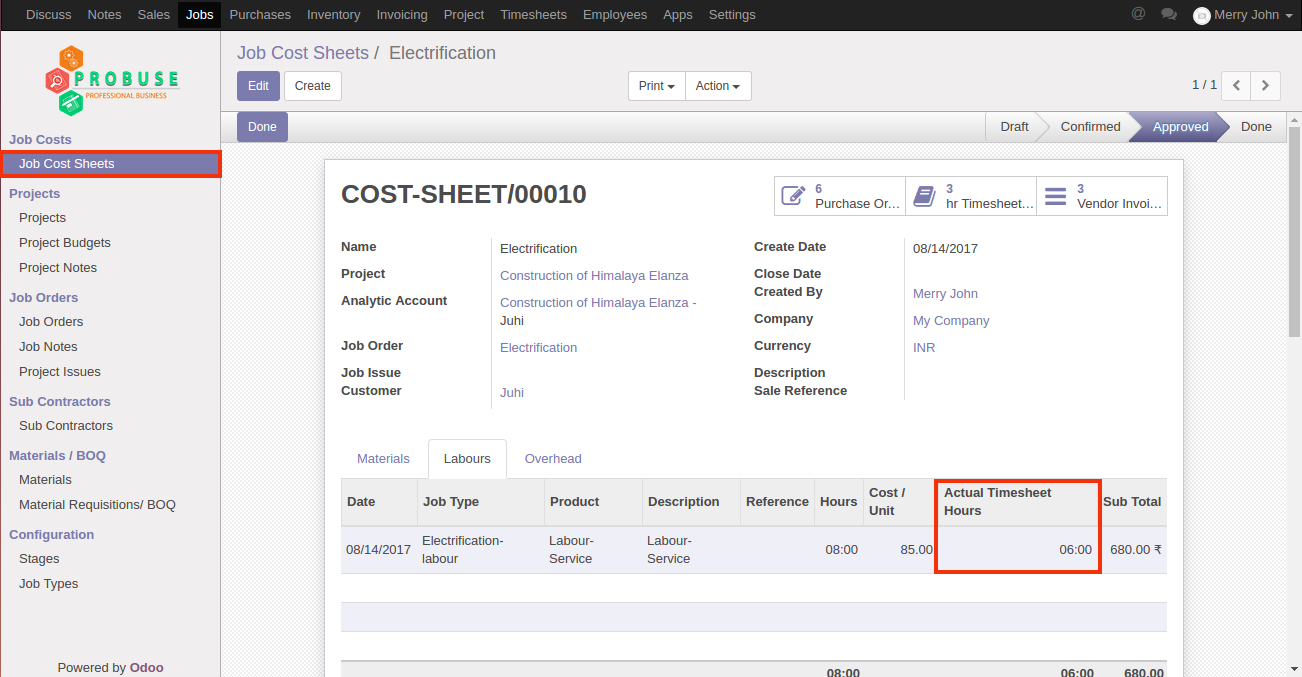 Discuss Notes Sales Jobs Purchases Inventory Invoicing Project Timesheets Employees Apps Settings @ Merry John
PROBUSE
PROFESSIONAL BUSINESS
Job Costs
Job Cost Sheets
Projects
Projects
Project Budgets
Project Notes
Job Orders
Job Orders
Job Notes
Project Issues
Sub Contractors
Sub Contractors
Materials / BOQ
Materials
Material Requisitions/ BOQ
Configuration
Stages
Job Types
Powered by Odoo
Job Cost Sheets / Electrification
Edit Create Print Action 1 / 1
Done Draft Confirmed Approved Done
COST-SHEET/00010
6
Purchase Or...
3
hr Timesheet...
3
Vendor Invoi...
Name Electrification
Project Construction of Himalaya Elanza
Analytic Account Construction of Himalaya Elanza -
Juhi
Job Order Electrification
Job Issue
Customer Juhi
Create Date 08/14/2017
Close Date
Created By Merry John
Company My Company
Currency INR
Description
Sale Reference
Materials Labours Overhead
Date Job Type Product Description Reference Hours Cost /
Unit Actual Timesheet
Hours Sub Total
08/14/2017 Electrification-
labour Labour-
Service Labour-
Service 08:00 85.00 06:00 680.00 ₹
08:00 06:00 680.00